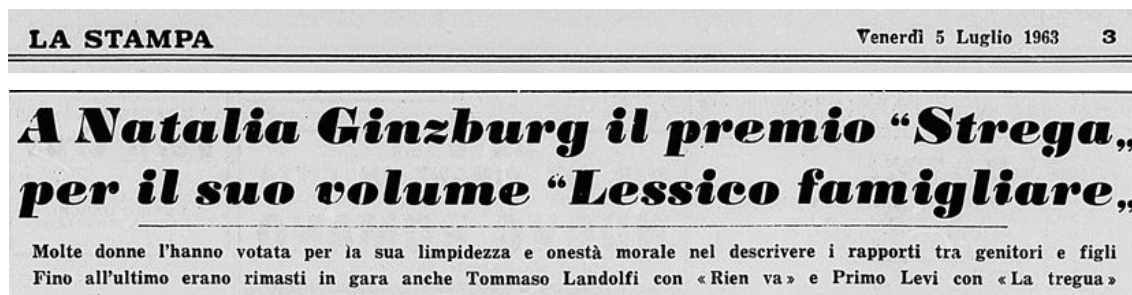 LA STAMPA Venerdì 5 Luglio 1963 3
A Natalia Ginzburg il premio “Strega„
per il suo volume “Lessico famigliare„
Molte donne l'hanno votata per la sua limpidezza e onestà morale nel descrivere i rapporti tra genitori e figli
Fino all'ultimo erano rimasti in gara anche Tommaso Landolfi con « Rien va » e Primo Levi con « La tregua »